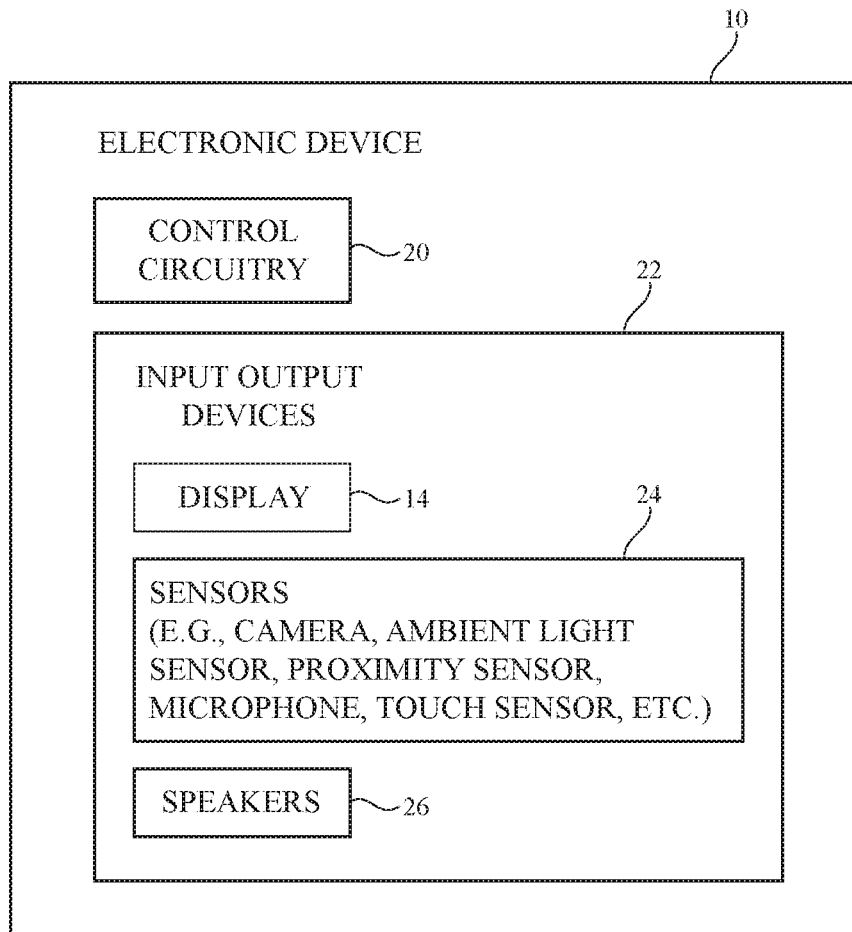 10
ELECTRONIC DEVICE
CONTROL
CIRCUITRY
20
22
INPUT OUTPUT
DEVICES
DISPLAY
14
24
SENSORS
(E.G., CAMERA, AMBIENT LIGHT
SENSOR, PROXIMITY SENSOR,
MICROPHONE, TOUCH SENSOR, ETC.)
SPEAKERS
26